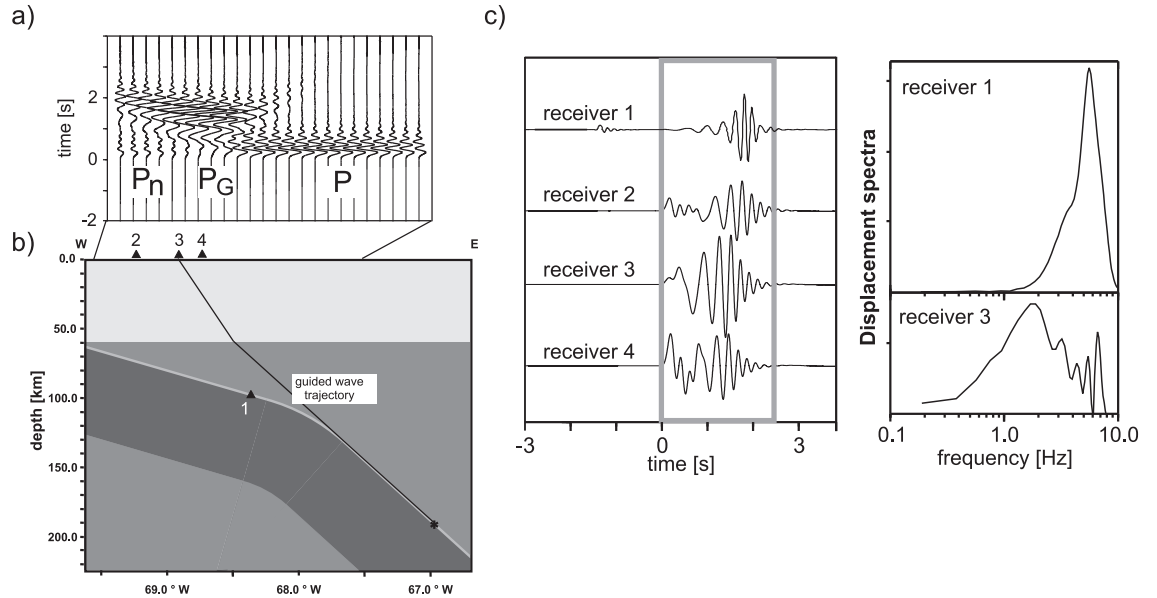 a)
time [s]
2
0
-2
Pn
PG
P
b)
W
E
2
3
4
0.0
50.0
100.0
150.0
200.0
depth [km]
1
guided wave
trajectory
*
69.0 ° W
68.0 ° W
67.0 ° W
c)
receiver 1
receiver 2
receiver 3
receiver 4
-3
0
3
time [s]
Displacement spectra
receiver 1
receiver 3
0.1
1.0
10.0
frequency [Hz]